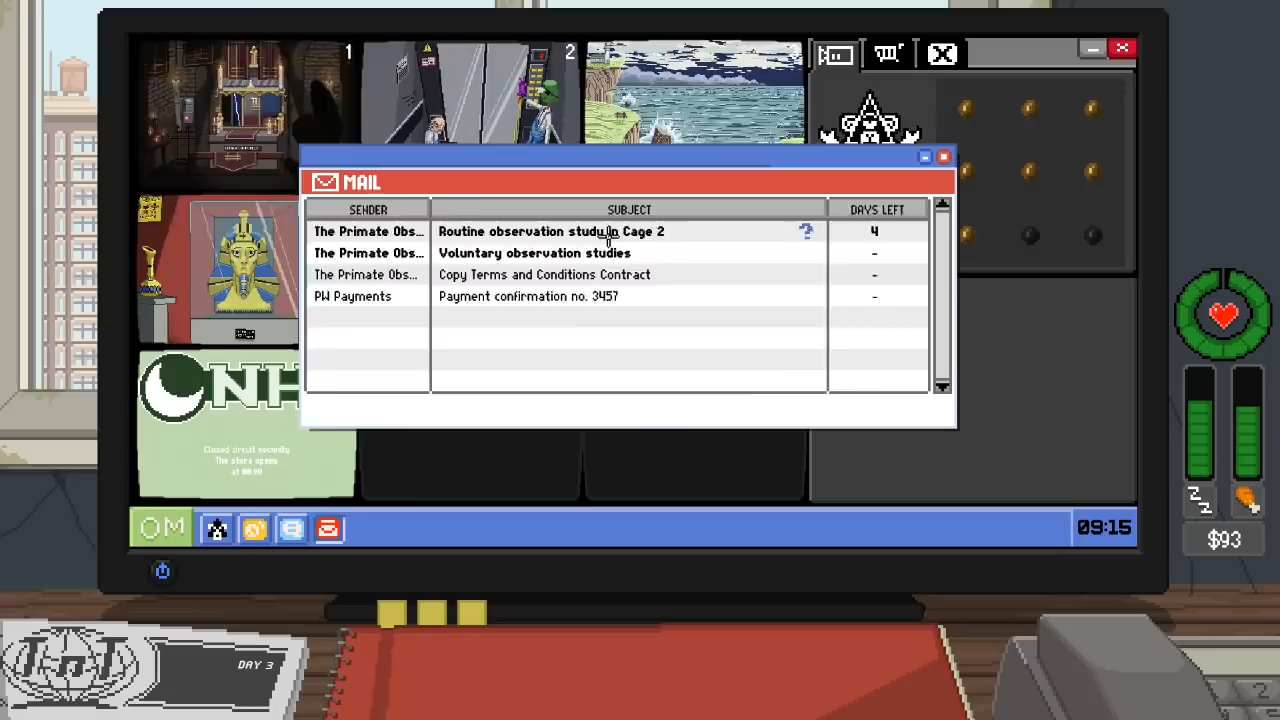 1
2
MAIL
SENDER SUBJECT DAYS LEFT
The Primate Obs... Routine observation study in Cage 2 ? 4
The Primate Obs... Voluntary observation studies -
The Primate Obs... Copy Terms and Conditions Contract -
PW Payments Payment confirmation no. 3457 -
NH
Closed circuit security
The store opens
OM
09:15
$93
DAY 3